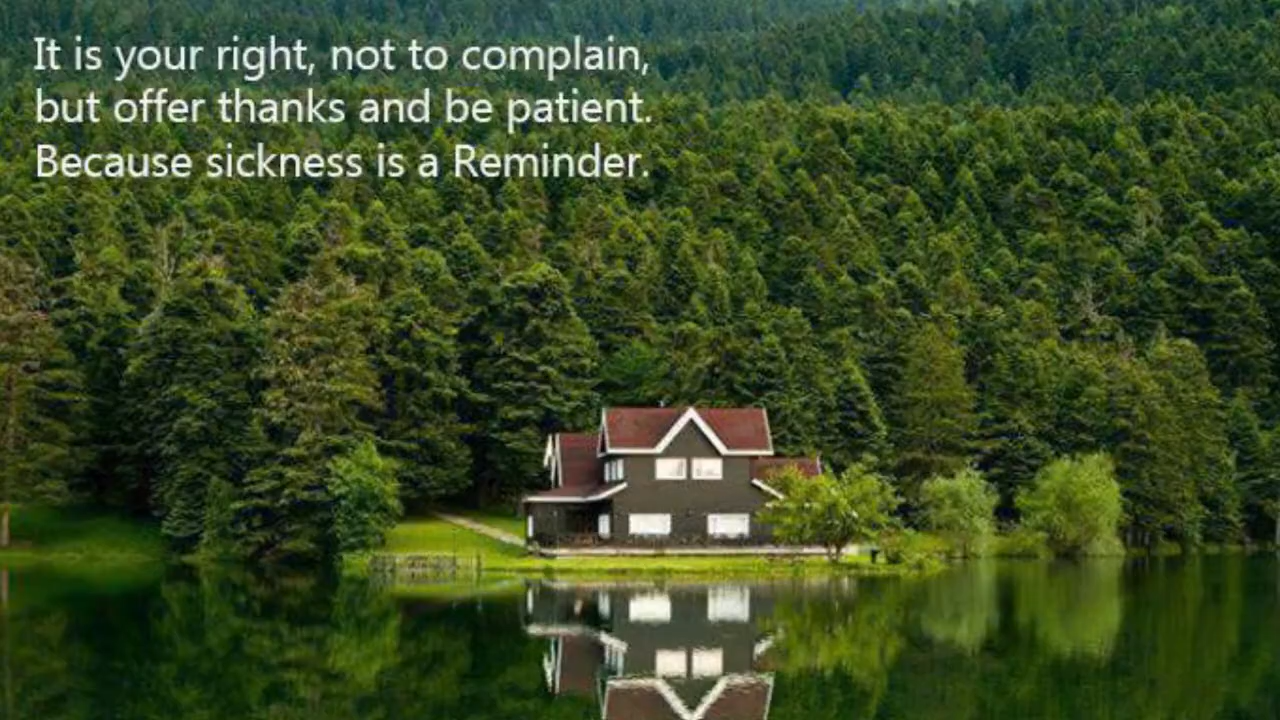 It is your right, not to complain,
but offer thanks and be patient.
Because sickness is a Reminder.